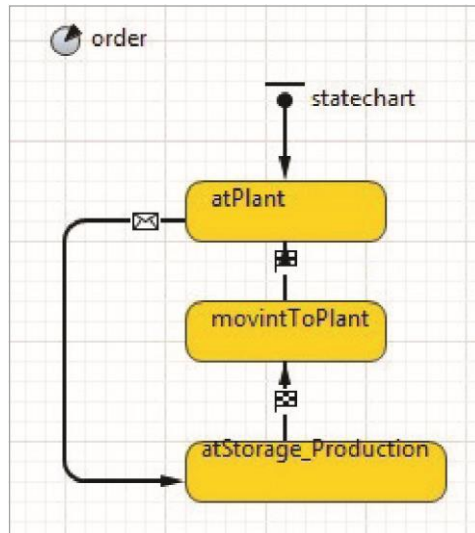 order
statechart
atPlant
movintToPlant
atStorage_Production